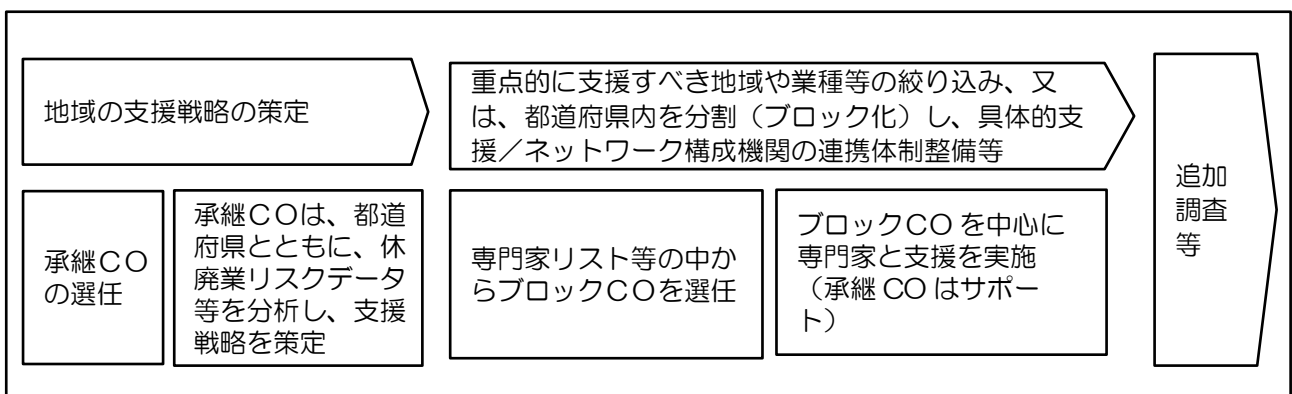 地域の支援戦略の策定
重点的に支援すべき地域や業種等の絞り込み、又
は、都道府県内を分割(ブロック化)し、具体的支
援/ネットワーク構成機関の連携体制整備等
承継CO
の選任
承継COは、都道
府県とともに、休
廃業リスクデータ
等を分析し、支援
戦略を策定
専門家リスト等の中か
らブロックCOを選任
ブロックCO を中心に
専門家と支援を実施
(承継 CO はサポー
ト)
追加
調査
等